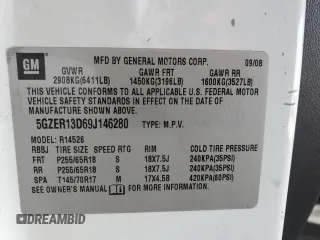 GM
MFD BY GENERAL MOTORS CORP. 09/08
GVWR GAWR FRT GAWR RR
2908KG(6411LB) 1450KG(3196LB) 1600KG(3527LB)
THIS VEHICLE CONFORMS TO ALL APPLICABLE U.S. FEDERAL MOTOR
VEHICLE SAFETY AND THEFT PREVENTION STANDARDS IN EFFECT
ON THE DATE OF MANUFACTURE SHOWN ABOVE.
5GZER13D69J146280 TYPE: M.P.V.
MODEL: R14526
RBBJ TIRE SIZE SPEED RTG RIM COLD TIRE PRESSURE
FRT P255/65R18 S 18X7.5J 240KPA(35PSI)
RR P255/65R18 S 18X7.5J 240KPA(35PSI)
SPA T145/70R17 M 17X4.5B 420KPA(60PSI)
SEE OWNER'S MANUAL FOR ADDITIONAL INFORMATION.
DREAMBID